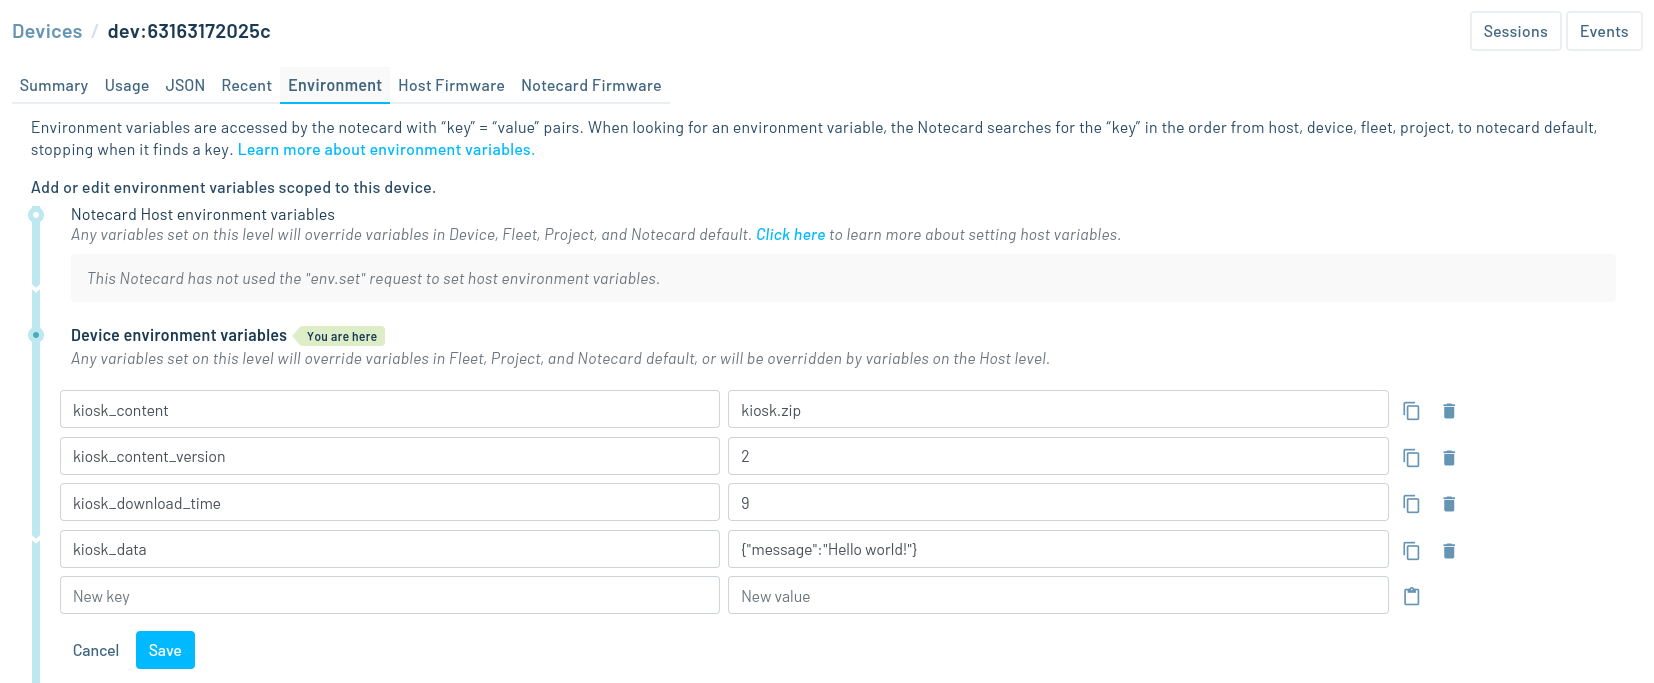 Devices / dev:63163172025c
Sessions
Events
Summary Usage JSON Recent Environment Host Firmware Notecard Firmware
Environment variables are accessed by the notecard with “key” = “value” pairs. When looking for an environment variable, the Notecard searches for the “key” in the order from host, device, fleet, project, to notecard default,
stopping when it finds a key. Learn more about environment variables.
Add or edit environment variables scoped to this device.
Notecard Host environment variables
Any variables set on this level will override variables in Device, Fleet, Project, and Notecard default. Click here to learn more about setting host variables.
This Notecard has not used the "env.set" request to set host environment variables.
Device environment variables You are here
Any variables set on this level will override variables in Fleet, Project, and Notecard default, or will be overridden by variables on the Host level.
kiosk_content kiosk.zip
kiosk_content_version 2
kiosk_download_time 9
kiosk_data {"message":"Hello world!"}
New key New value
Cancel Save